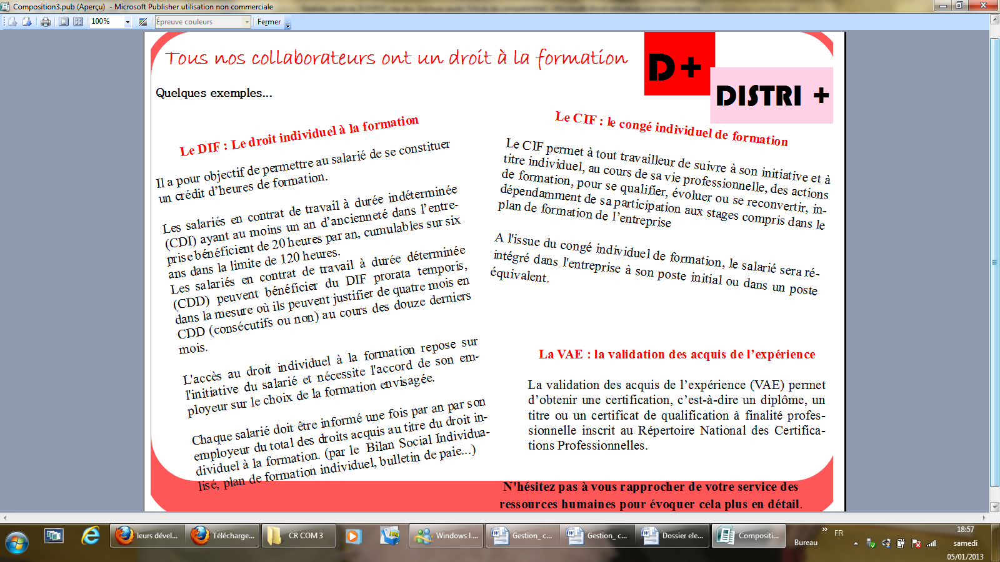 Composition3.pub (Aperçu) - Microsoft Publisher utilisation non commerciale
100%
Épreuve couleurs
Fermer
Tous nos collaborateurs ont un droit à la formation
D+
DISTRI +
Quelques exemples...
Le DIF : Le droit individuel à la formation
Il a pour objectif de permettre au salarié de se constituer
un crédit d’heures de formation.
Les salariés en contrat de travail à durée indéterminée
(CDI) ayant au moins un an d’ancienneté dans l’entre-
prise bénéficient de 20 heures par an, cumulables sur six
ans dans la limite de 120 heures.
Les salariés en contrat de travail à durée déterminée
(CDD) peuvent bénéficier du DIF prorata temporis,
dans la mesure où ils peuvent justifier de quatre mois en
CDD (consécutifs ou non) au cours des douze derniers
mois.
L'accès au droit individuel à la formation repose sur
l'initiative du salarié et nécessite l'accord de son em-
ployeur sur le choix de la formation envisagée.
Chaque salarié doit être informé une fois par an par son
employeur du total des droits acquis au titre du droit in-
dividuel à la formation. (par le Bilan Social Individua-
lisé, plan de formation individuel, bulletin de paie...)
Le CIF : le congé individuel de formation
Le CIF permet à tout travailleur de suivre à son initiative et à
titre individuel, au cours de sa vie professionnelle, des actions
de formation, pour se qualifier, évoluer ou se reconvertir, in-
dépendamment de sa participation aux stages compris dans le
plan de formation de l’entreprise
A l'issue du congé individuel de formation, le salarié sera ré-
intégré dans l'entreprise à son poste initial ou dans un poste
équivalent.
La VAE : la validation des acquis de l’expérience
La validation des acquis de l’expérience (VAE) permet
d’obtenir une certification, c’est-à-dire un diplôme, un
titre ou un certificat de qualification à finalité profes-
sionnelle inscrit au Répertoire National des Certifica-
tions Professionnelles.
N'hésitez pas à vous rapprocher de votre service des
ressources humaines pour évoquer cela plus en détail.
leurs dével...
Télécharge...
CR COM 3
Windows L...
Gestion_ c...
Gestion_ c...
Dossier ele...
Compositi...
Bureau
»
FR
18:57
samedi
05/01/2013